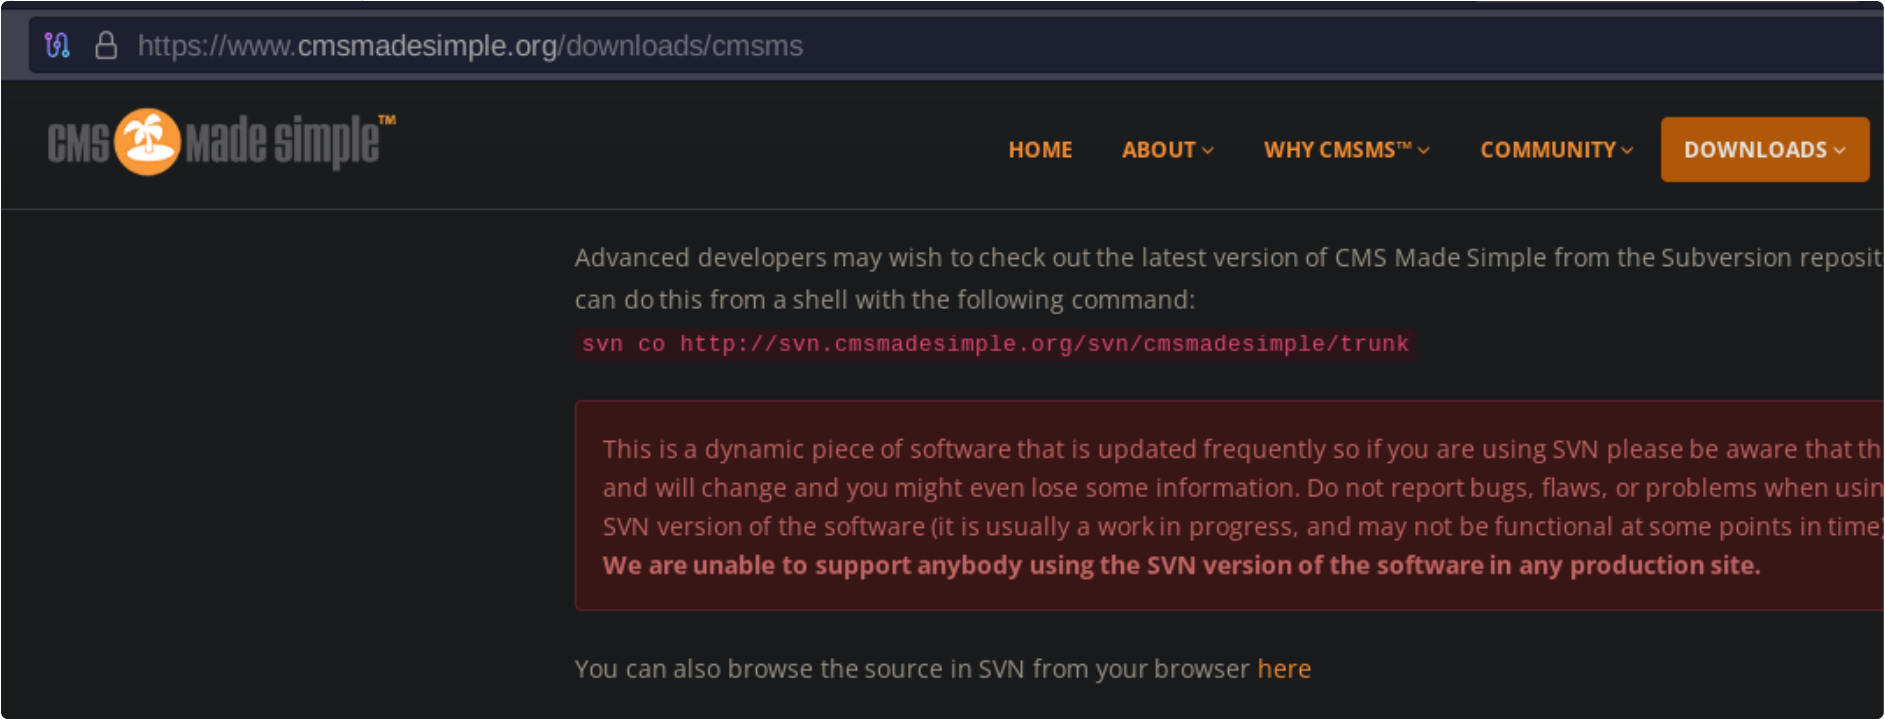 https://www.cmsmadesimple.org/downloads/cmsms
CMS Made Simple™
HOME ABOUT WHY CMSMS™ COMMUNITY DOWNLOADS
Advanced developers may wish to check out the latest version of CMS Made Simple from the Subversion reposit
can do this from a shell with the following command:
svn co http://svn.cmsmadesimple.org/svn/cmsmadesimple/trunk
This is a dynamic piece of software that is updated frequently so if you are using SVN please be aware that th
and will change and you might even lose some information. Do not report bugs, flaws, or problems when usin
SVN version of the software (it is usually a work in progress, and may not be functional at some points in time)
We are unable to support anybody using the SVN version of the software in any production site.
You can also browse the source in SVN from your browser here